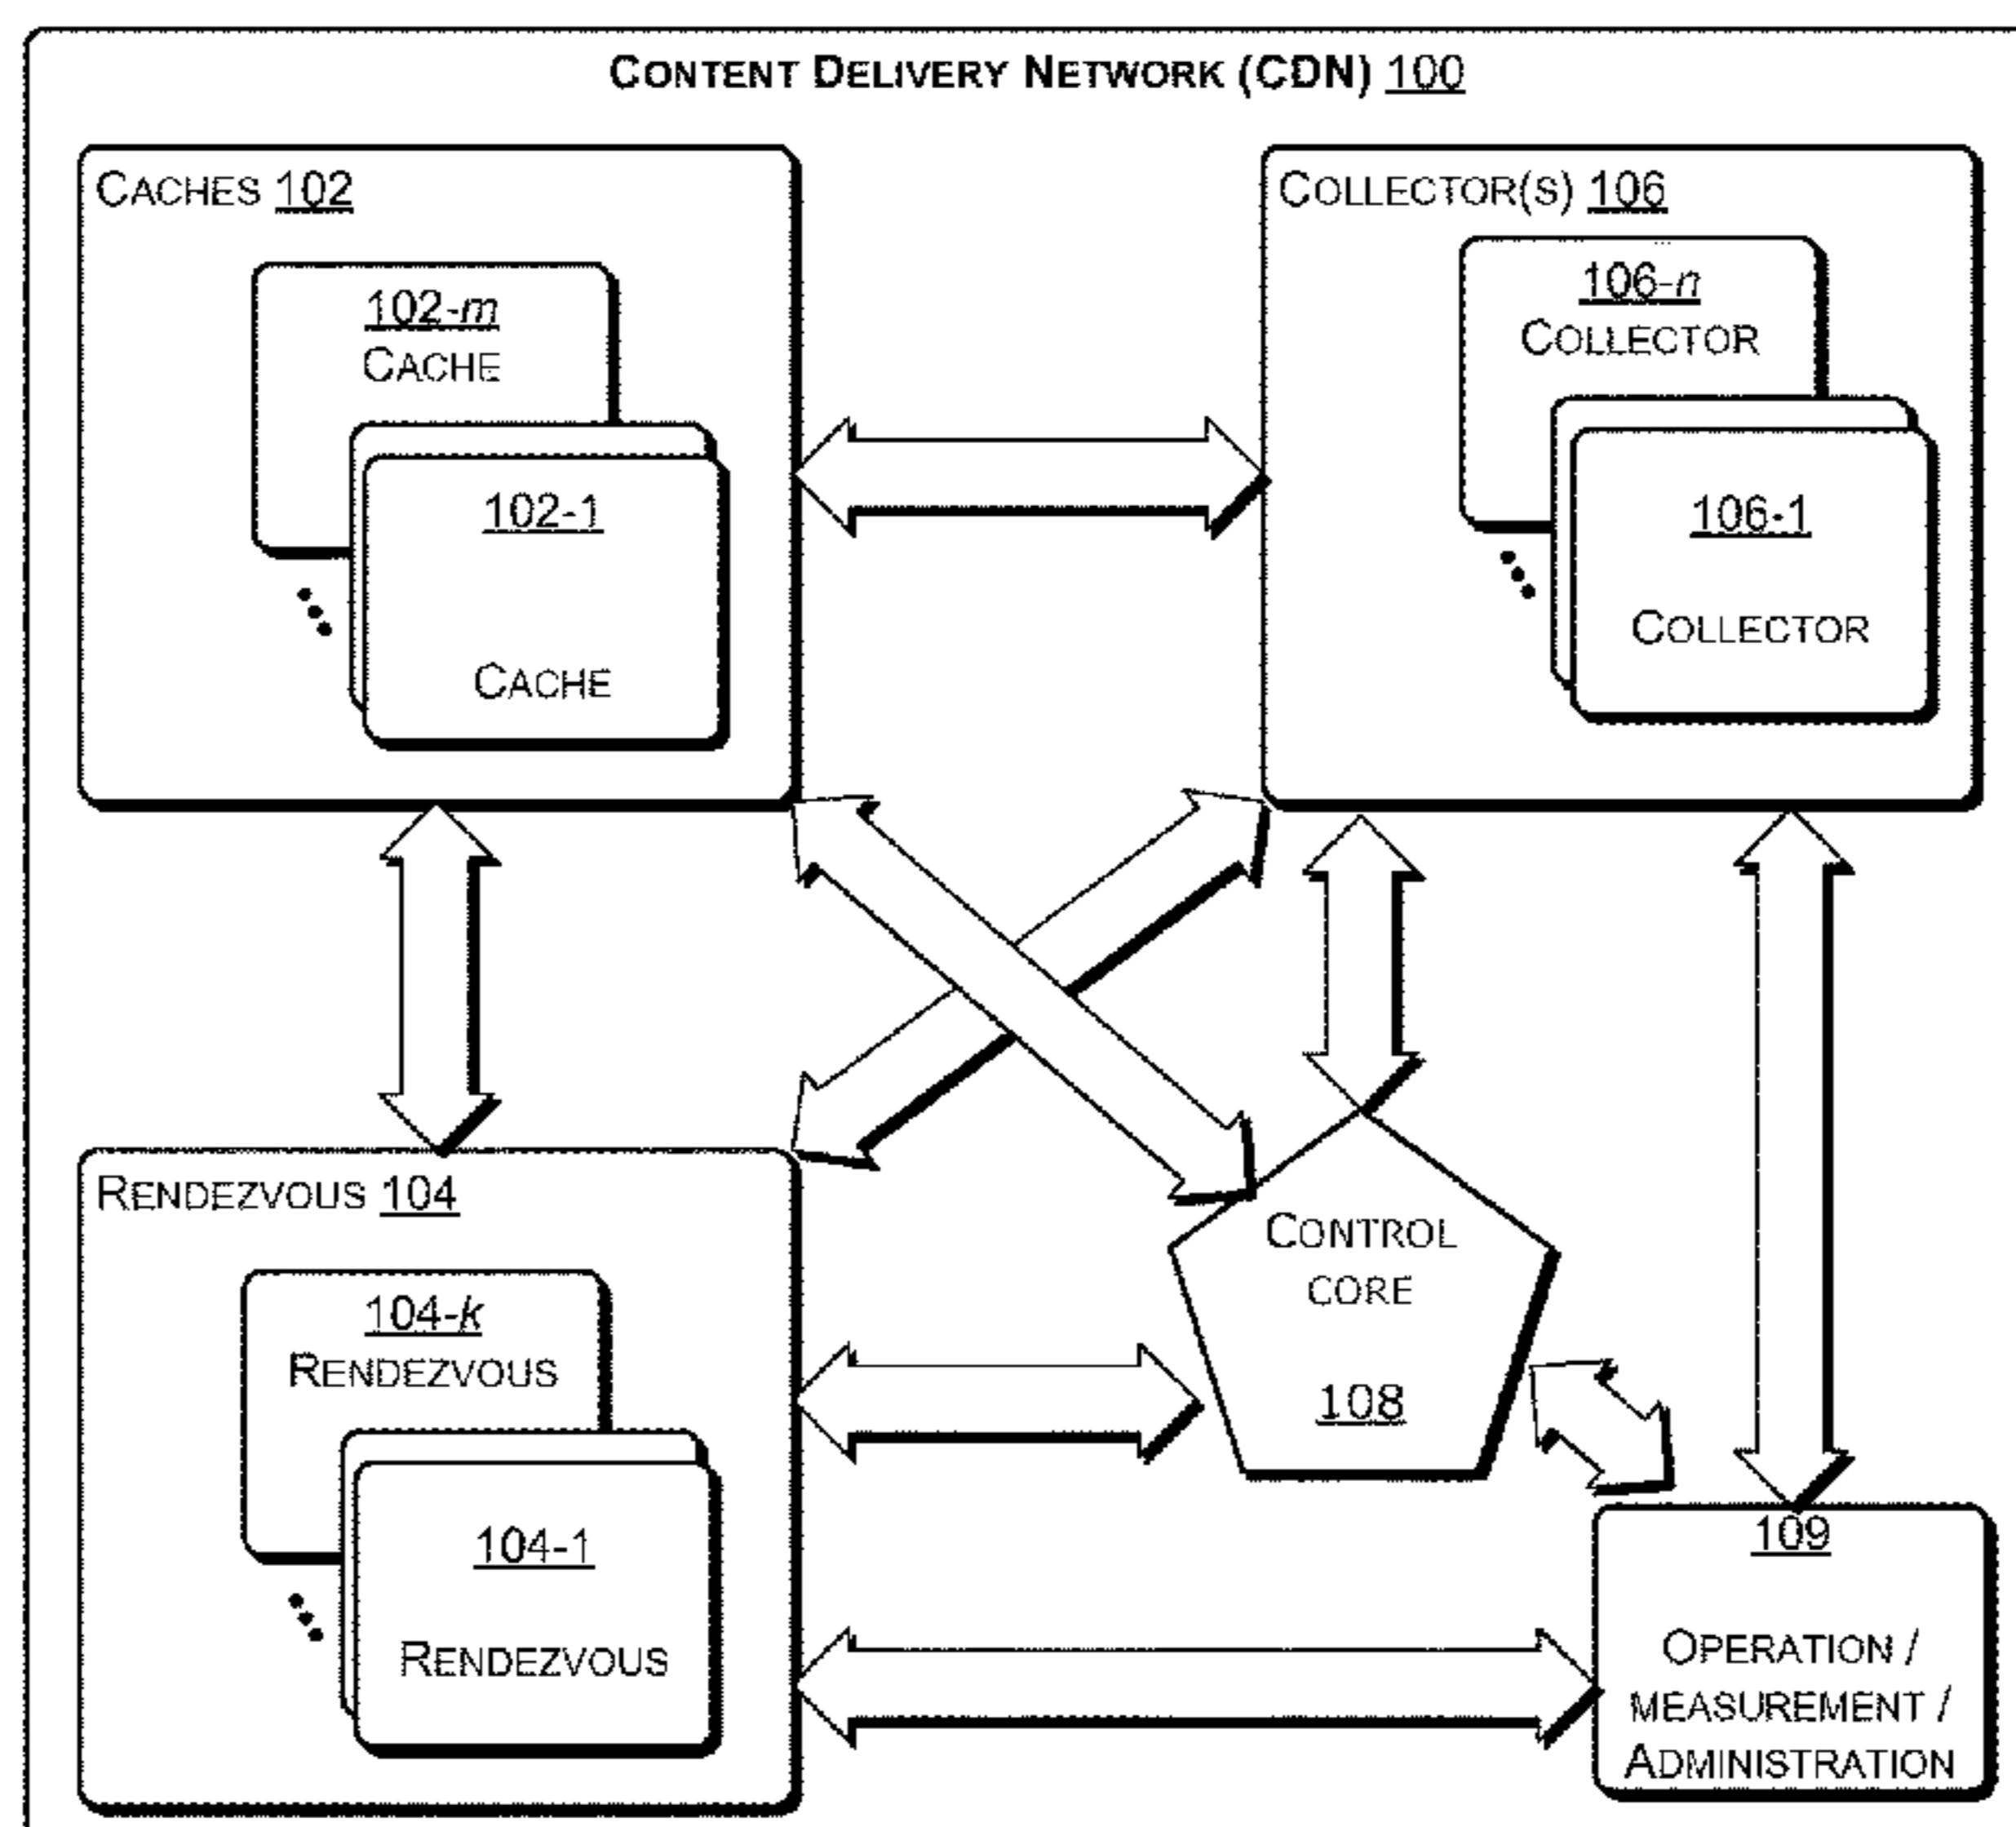 CONTENT DELIVERY NETWORK (CDN) 100
CACHES 102
102-m
CACHE
102-1
CACHE
COLLECTOR(S) 106
106-n
COLLECTOR
106-1
COLLECTOR
RENDEZVOUS 104
104-k
RENDEZVOUS
104-1
RENDEZVOUS
CONTROL
CORE
108
109
OPERATION /
MEASUREMENT /
ADMINISTRATION